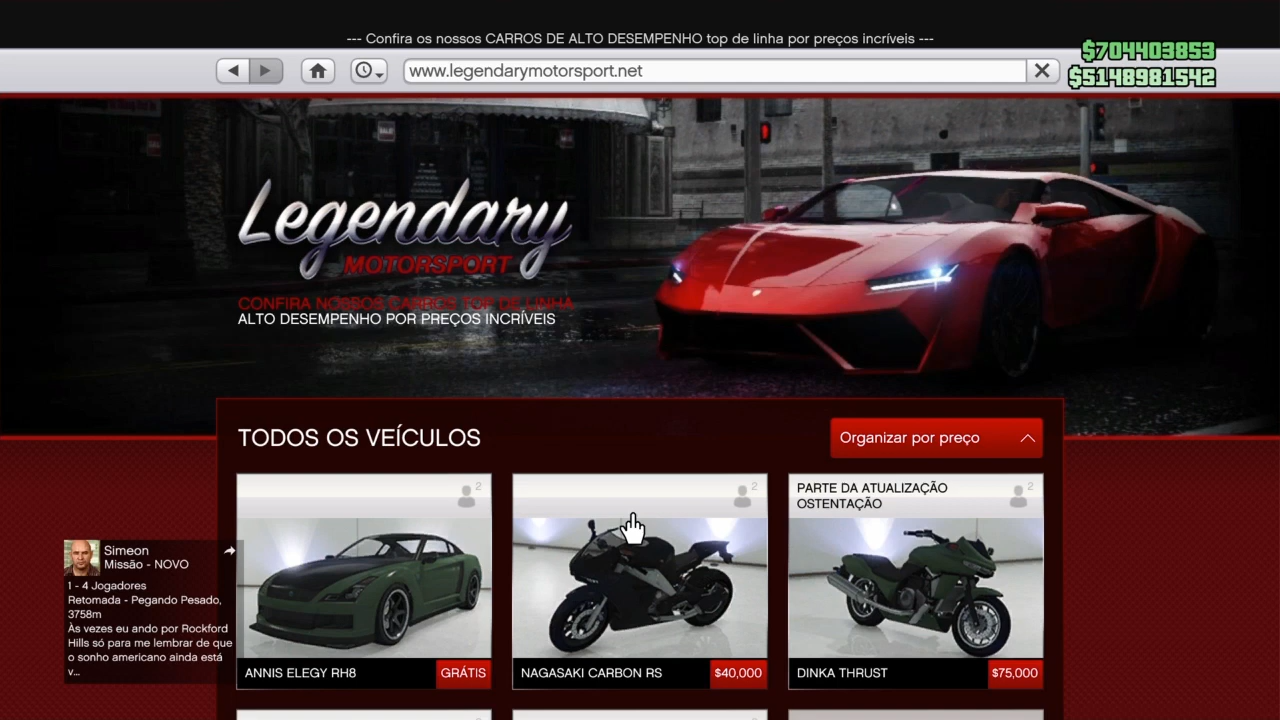 --- Confira os nossos CARROS DE ALTO DESEMPENHO top de linha por preços incríveis ---
$704403853
www.legendarymotorsport.net
$5148981542
Legendary
MOTORSPORT
CONFIRA NOSSOS CARROS TOP DE LINHA
ALTO DESEMPENHO POR PREÇOS INCRÍVEIS
TODOS OS VEÍCULOS
Organizar por preço
2
2
PARTE DA ATUALIZAÇÃO
OSTENTAÇÃO
2
Simeon
Missão - NOVO
1 - 4 Jogadores
Retomada - Pegando Pesado,
3758m
Às vezes eu ando por Rockford
Hills só para me lembrar de que
o sonho americano ainda está
v...
ANNIS ELEGY RH8
GRÁTIS
NAGASAKI CARBON RS
$40,000
DINKA THRUST
$75,000
2
2
2